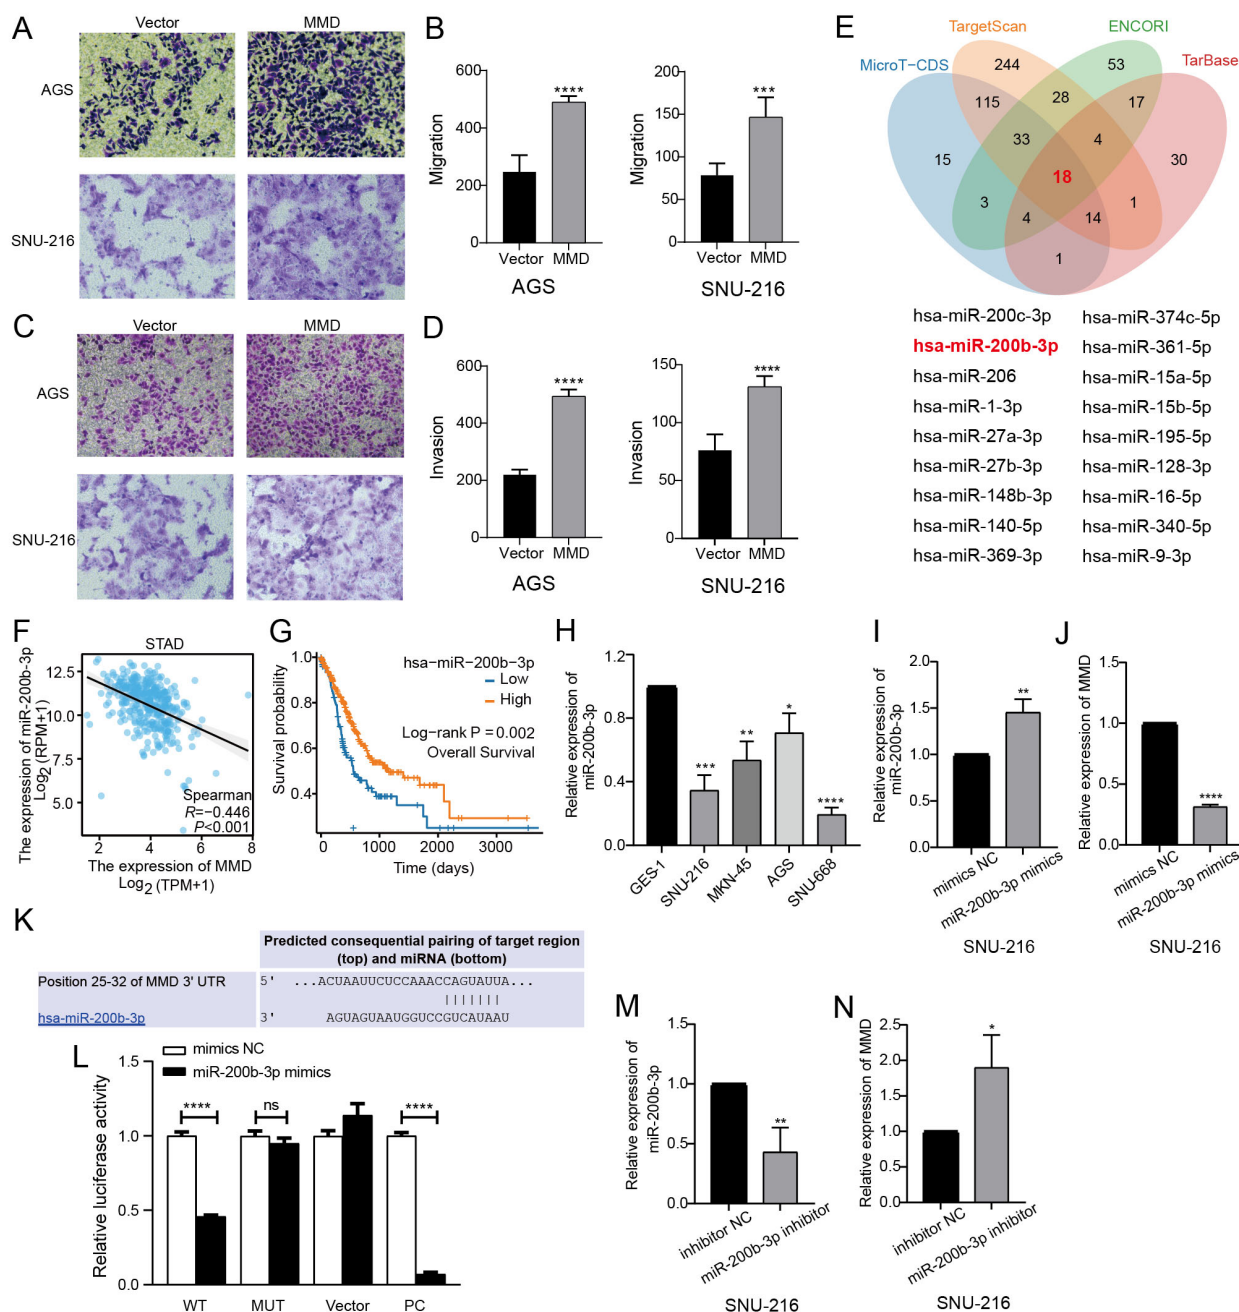 A
Vector
MMD
AGS
SNU-216
B
Migration
600
400
200
0
****
Vector MMD
AGS
Migration
200
150
100
50
0
***
Vector MMD
SNU-216
C
Vector
MMD
AGS
SNU-216
D
Invasion
600
400
200
0
****
Vector MMD
AGS
Invasion
150
100
50
0
****
Vector MMD
SNU-216
E
TargetScan
ENCORI
MicroT-CDS
TarBase
244
53
115
28
17
33
4
15
18
30
3
4
14
1
1
hsa-miR-200c-3p
hsa-miR-374c-5p
hsa-miR-200b-3p
hsa-miR-361-5p
hsa-miR-206
hsa-miR-15a-5p
hsa-miR-1-3p
hsa-miR-15b-5p
hsa-miR-27a-3p
hsa-miR-195-5p
hsa-miR-27b-3p
hsa-miR-128-3p
hsa-miR-148b-3p
hsa-miR-16-5p
hsa-miR-140-5p
hsa-miR-340-5p
hsa-miR-369-3p
hsa-miR-9-3p
F
STAD
The expression of miR-200b-3p
Log2 (RPM+1)
12.5
10.0
7.5
5.0
Spearman
R=−0.446
P<0.001
2 4 6 8
The expression of MMD
Log2 (TPM+1)
G
Survival probability
1.0
0.8
0.6
0.4
hsa-miR-200b-3p
Low
High
Log-rank P = 0.002
Overall Survival
0 1000 2000 3000
Time (days)
H
Relative expression of
miR-200b-3p
1.2
0.8
0.4
0.0
***
**
*
****
GES-1
SNU-216
MKN-45
AGS
SNU-668
I
Relative expression of
miR-200b-3p
2.0
1.5
1.0
0.5
0.0
**
mimics NC
miR-200b-3p mimics
SNU-216
J
Relative expression of MMD
1.5
1.0
0.5
0.0
****
mimics NC
miR-200b-3p mimics
SNU-216
K
Predicted consequential pairing of target region
(top) and miRNA (bottom)
Position 25-32 of MMD 3' UTR
5' ...ACUAAUUCUCCAAACCAGUAUUA...
hsa-miR-200b-3p
3' AGUAGUAAUGGUCCGUCAUAAU
L
mimics NC
miR-200b-3p mimics
Relative luciferase activity
1.5
1.0
0.5
0.0
****
ns
****
WT MUT Vector PC
M
Relative expression of
miR-200b-3p
1.5
1.0
0.5
0.0
**
inhibitor NC
miR-200b-3p inhibitor
SNU-216
N
Relative expression of MMD
2.5
2.0
1.5
1.0
0.5
0.0
*
inhibitor NC
miR-200b-3p inhibitor
SNU-216